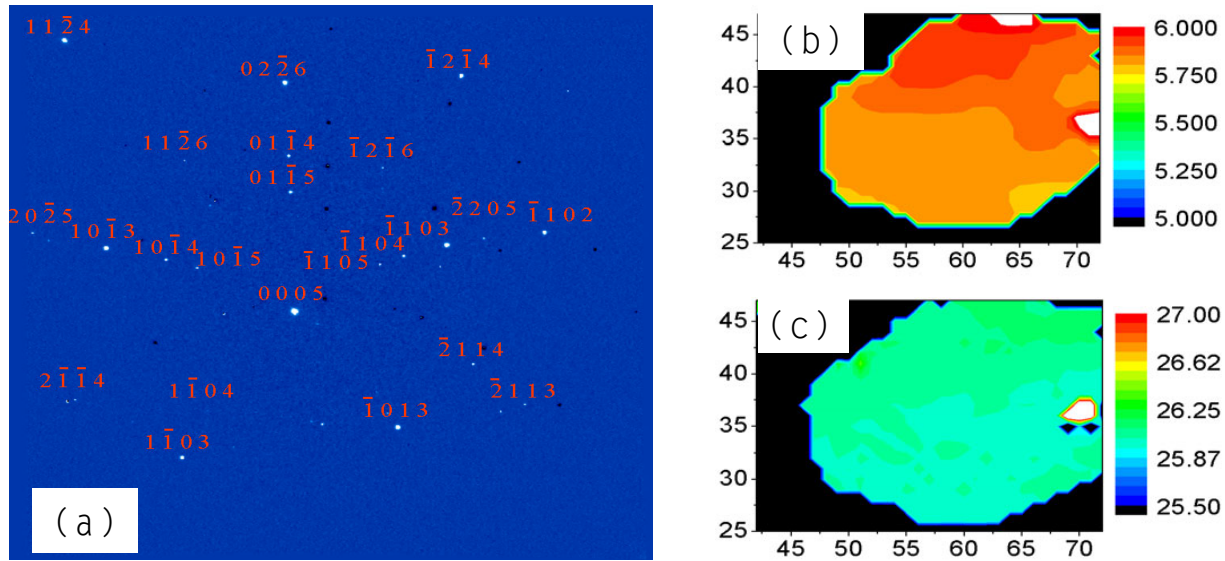 1 1 2̄ 4
0 2 2̄ 6
1̄ 2 1̄ 4
1 1 2̄ 6
0 1 1̄ 4
1̄ 2 1̄ 6
0 1 1̄ 5
2 0 2̄ 5
1 0 1̄ 3
1 0 1̄ 4
1 0 1̄ 5
1̄ 1 0 5
1̄ 1 0 4
1̄ 1 0 3
2̄ 2 0 5
1̄ 1 0 2
0 0 0 5
2̄ 1 1 4
2 1̄ 1̄ 4
1 1̄ 0 4
2̄ 1 1 3
1̄ 0 1 3
1 1̄ 0 3
(a)
(b)
45
40
35
30
25
45 50 55 60 65 70
6.000
5.750
5.500
5.250
5.000
(c)
45
40
35
30
25
45 50 55 60 65 70
27.00
26.62
26.25
25.87
25.50